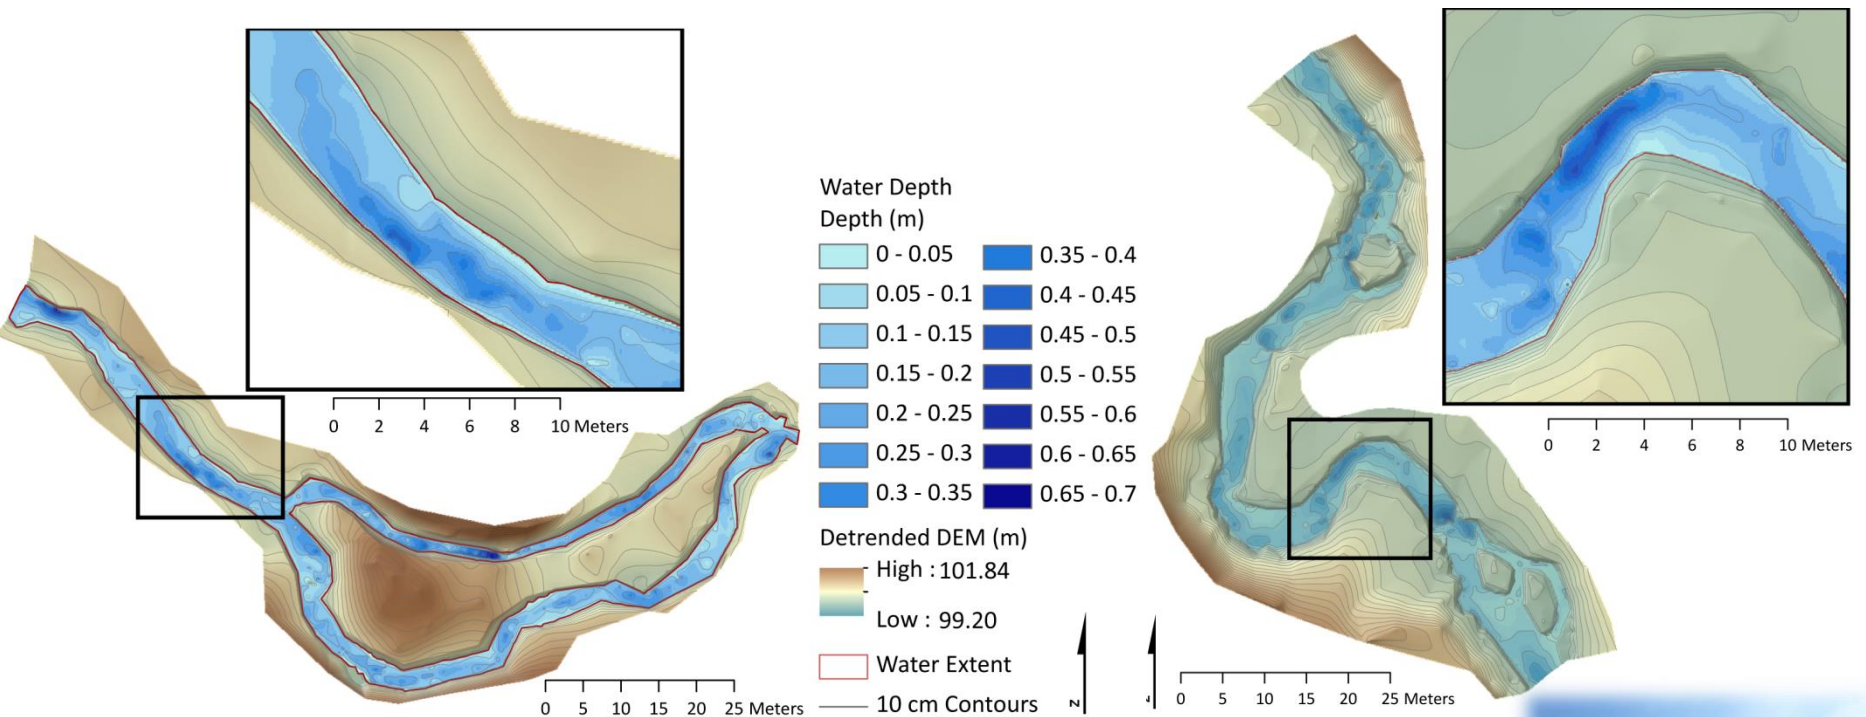 0 2 4 6 8 10 Meters
Water Depth
Depth (m)
0 - 0.05 0.35 - 0.4
0.05 - 0.1 0.4 - 0.45
0.1 - 0.15 0.45 - 0.5
0.15 - 0.2 0.5 - 0.55
0.2 - 0.25 0.55 - 0.6
0.25 - 0.3 0.6 - 0.65
0.3 - 0.35 0.65 - 0.7
Detrended DEM (m)
High : 101.84
Low : 99.20
Water Extent
10 cm Contours
0 5 10 15 20 25 Meters
N
0 2 4 6 8 10 Meters
0 5 10 15 20 25 Meters